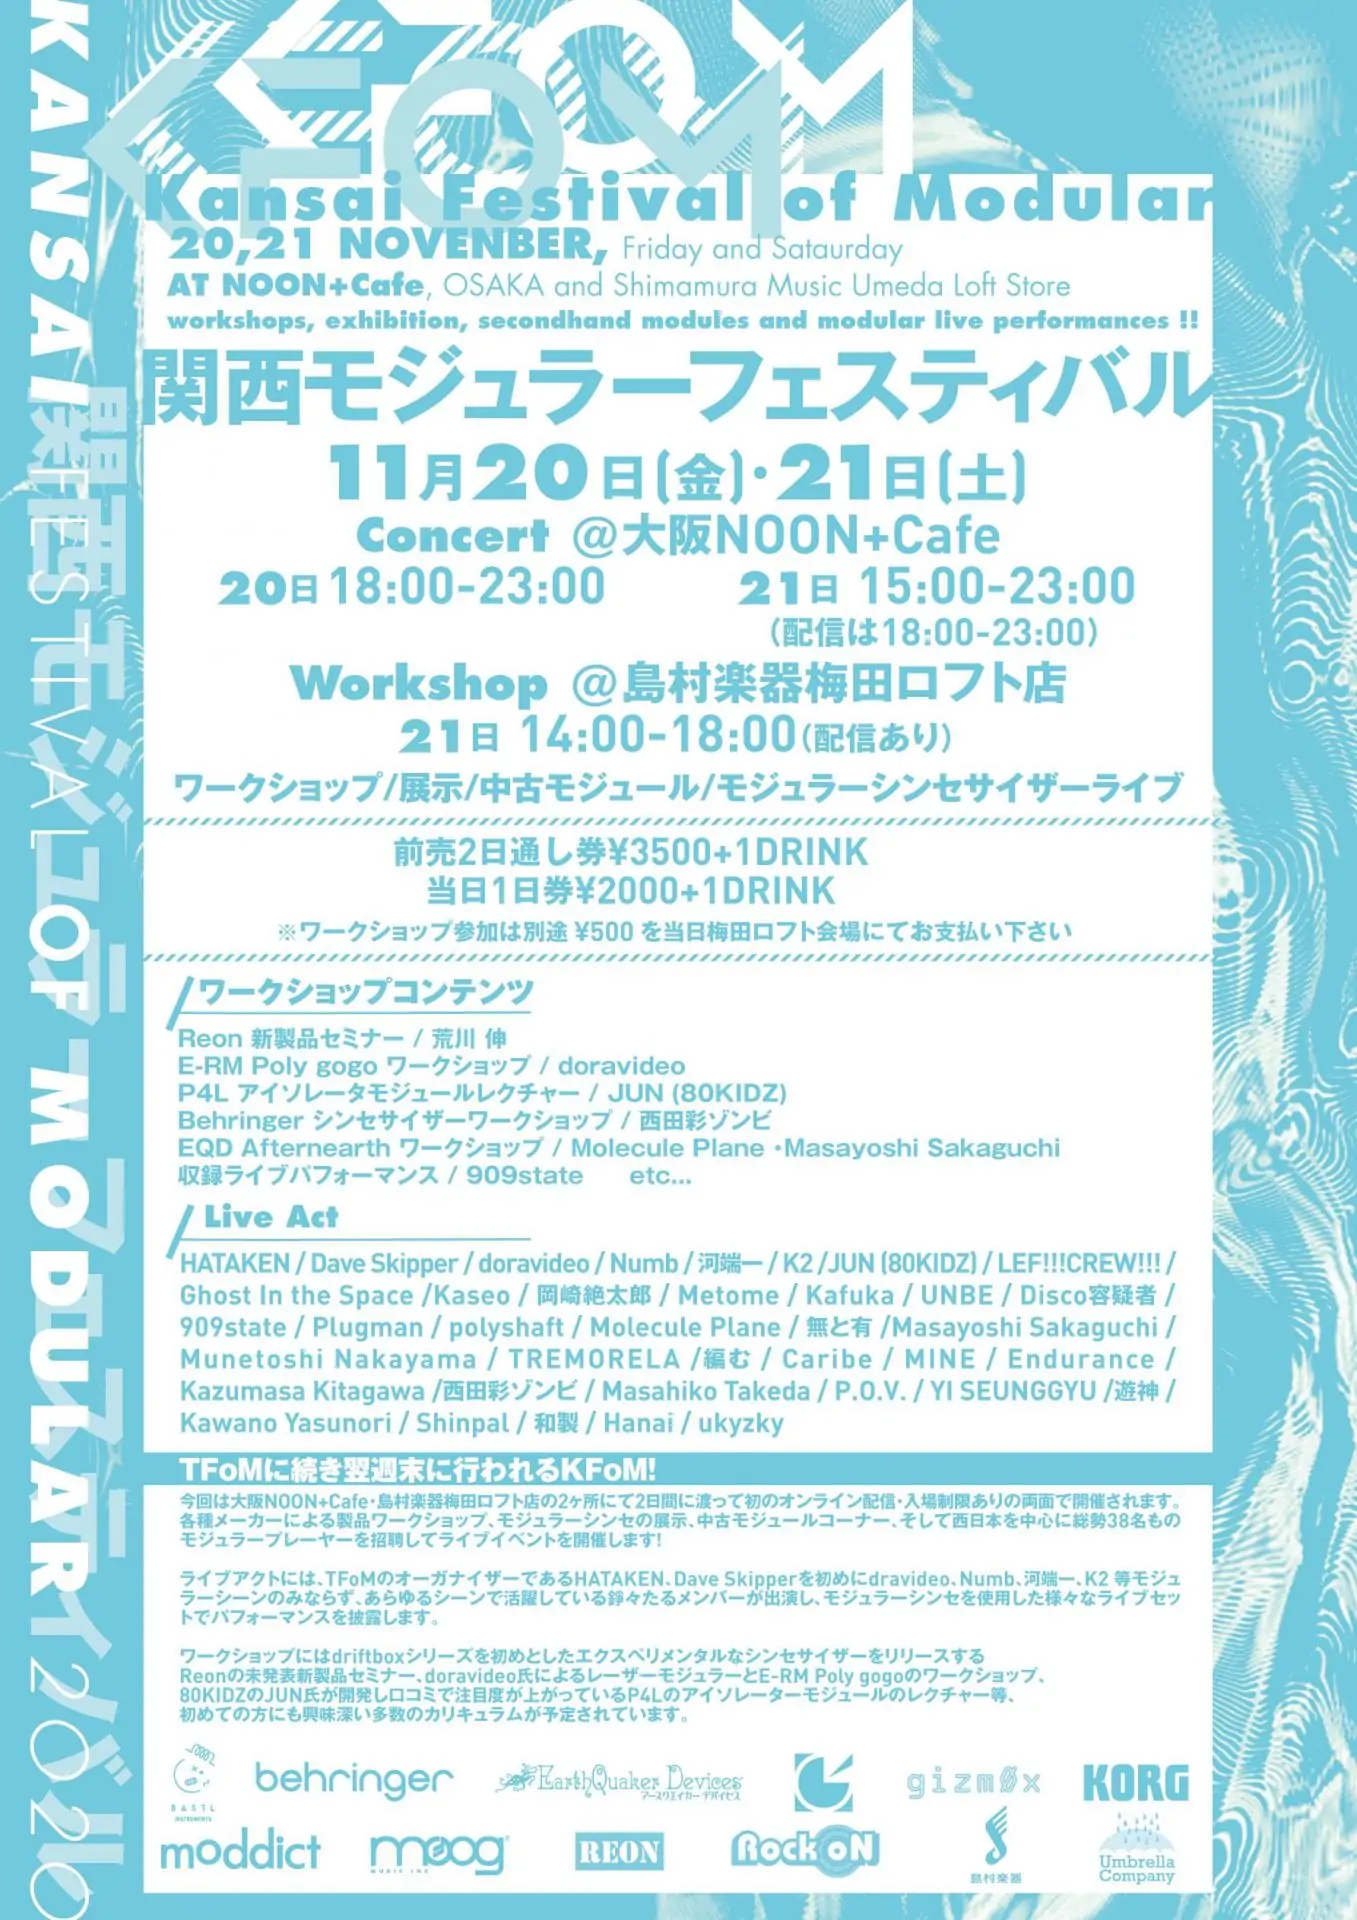 KFOM
KFOM
KANSAI FESTIVAL OF MODULAR 2020
関西モジュラーフェスティバル
Kansai Festival of Modular
20,21 NOVENBER, Friday and Sataurday
AT NOON+Cafe, OSAKA and Shimamura Music Umeda Loft Store
workshops, exhibition, secondhand modules and modular live performances !!
関西モジュラーフェスティバル
11月20日(金)・21日(土)
Concert @大阪NOON+Cafe
20日 18:00-23:00 21日 15:00-23:00
(配信は18:00-23:00)
Workshop @島村楽器梅田ロフト店
21日 14:00-18:00(配信あり)
ワークショップ/展示/中古モジュール/モジュラーシンセサイザーライブ
前売2日通し券¥3500+1DRINK
当日1日券¥2000+1DRINK
※ワークショップ参加は別途 ¥500 を当日梅田ロフト会場にてお支払い下さい
ワークショップコンテンツ
Reon 新製品セミナー / 荒川 伸
E-RM Poly gogo ワークショップ / doravideo
P4L アイソレータモジュールレクチャー / JUN (80KIDZ)
Behringer シンセサイザーワークショップ / 西田彩ゾンビ
EQD Afternearth ワークショップ / Molecule Plane ・Masayoshi Sakaguchi
収録ライブパフォーマンス / 909state etc...
Live Act
HATAKEN / Dave Skipper / doravideo / Numb / 河端一 / K2 /JUN (80KIDZ) / LEF!!!CREW!!! /
Ghost In the Space /Kaseo / 岡崎絶太郎 / Metome / Kafuka / UNBE / Disco容疑者 /
909state / Plugman / polyshaft / Molecule Plane / 無と有 /Masayoshi Sakaguchi /
Munetoshi Nakayama / TREMORELA /編む / Caribe / MINE / Endurance /
Kazumasa Kitagawa /西田彩ゾンビ / Masahiko Takeda / P.O.V. / YI SEUNGGYU /遊神 /
Kawano Yasunori / Shinpal / 和製 / Hanai / ukyzky
TFoMに続き翌週末に行われるKFoM!
今回は大阪NOON+Cafe・島村楽器梅田ロフト店の2ヶ所にて2日間に渡って初のオンライン配信・入場制限ありの両面で開催されます。
各種メーカーによる製品ワークショップ、モジュラーシンセの展示、中古モジュールコーナー、そして西日本を中心に総勢38名もの
モジュラープレーヤーを招聘してライブイベントを開催します!
ライブアクトには、TFoMのオーガナイザーであるHATAKEN、Dave Skipperを初めにdravideo、Numb、河端一、K2 等モジュ
ラーシーンのみならず、あらゆるシーンで活躍している錚々たるメンバーが出演し、モジュラーシンセを使用した様々なライブセッ
トでパフォーマンスを披露します。
ワークショップにはdriftboxシリーズを初めとしたエクスペリメンタルなシンセサイザーをリリースする
Reonの未発表新製品セミナー、doravideo氏によるレーザーモジュラーとE-RM Poly gogoのワークショップ、
80KIDZのJUN氏が開発し口コミで注目度が上がっているP4Lのアイソレーターモジュールのレクチャー等、
初めての方にも興味深い多数のカリキュラムが予定されています。
BASTL
INSTRUMENTS
behringer
EarthQuaker Devices
アースクエイカー デバイセス
gizmøx
KORG
moddict
moog
MUSIC INC
REON
Rock oN
島村楽器
Umbrella
Company